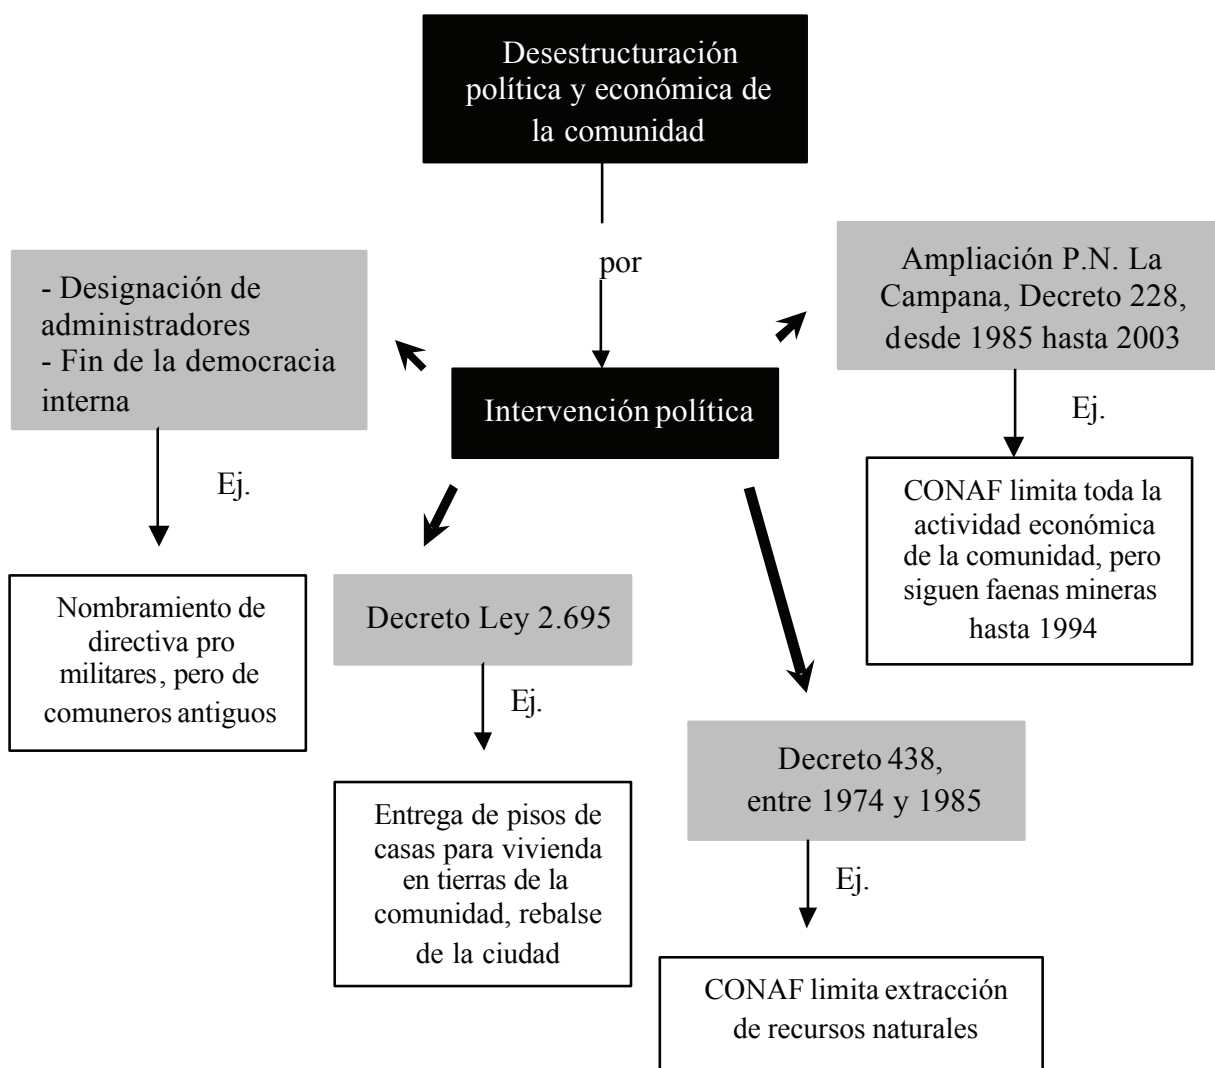 Desestructuración
política y económica de
la comunidad
por
- Designación de
administradores
- Fin de la democracia
interna
Ampliación P.N. La
Campana, Decreto 228,
desde 1985 hasta 2003
Intervención política
Ej.
Ej.
CONAF limita toda la
actividad económica
de la comunidad, pero
siguen faenas mineras
hasta 1994
Nombramiento de
directiva pro
militares, pero de
comuneros antiguos
Decreto Ley 2.695
Ej.
Decreto 438,
entre 1974 y 1985
Entrega de pisos de
casas para vivienda
en tierras de la
comunidad, rebalse
de la ciudad
Ej.
CONAF limita extracción
de recursos naturales